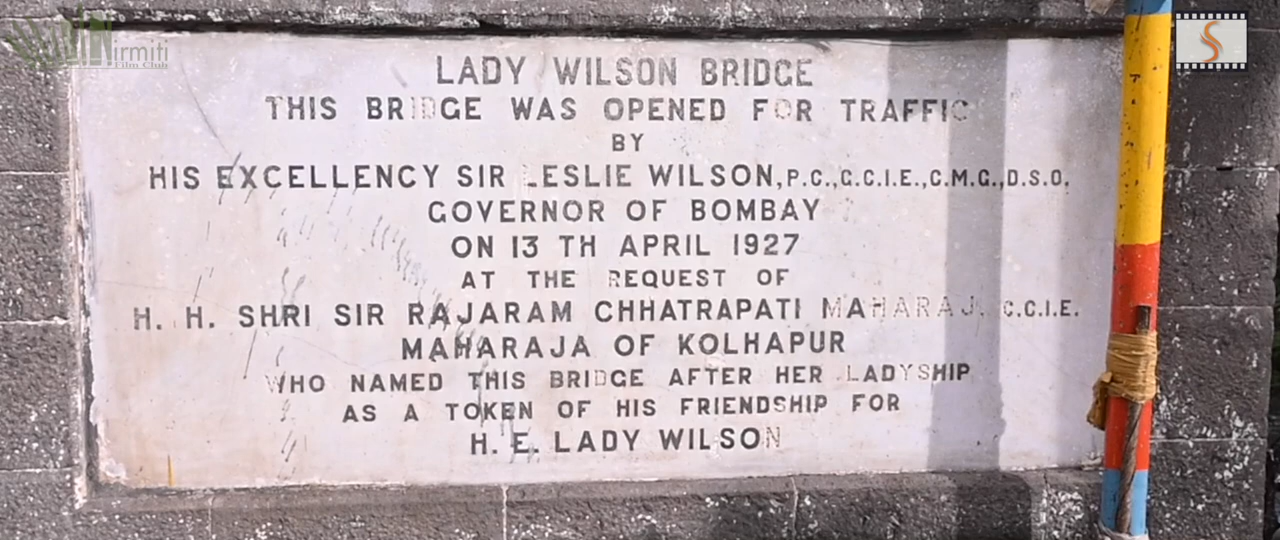 Nirmiti
Film Club
S
LADY WILSON BRIDGE
THIS BRIDGE WAS OPENED FOR TRAFFIC
BY
HIS EXCELLENCY SIR LESLIE WILSON, P.C., G.C.I.E., C.M.G., D.S.O.
GOVERNOR OF BOMBAY
ON 13 TH APRIL 1927
AT THE REQUEST OF
H. H. SHRI SIR RAJARAM CHHATRAPATI MAHARAJ, G.C.I.E.
MAHARAJA OF KOLHAPUR
WHO NAMED THIS BRIDGE AFTER HER LADYSHIP
AS A TOKEN OF HIS FRIENDSHIP FOR
H. E. LADY WILSON